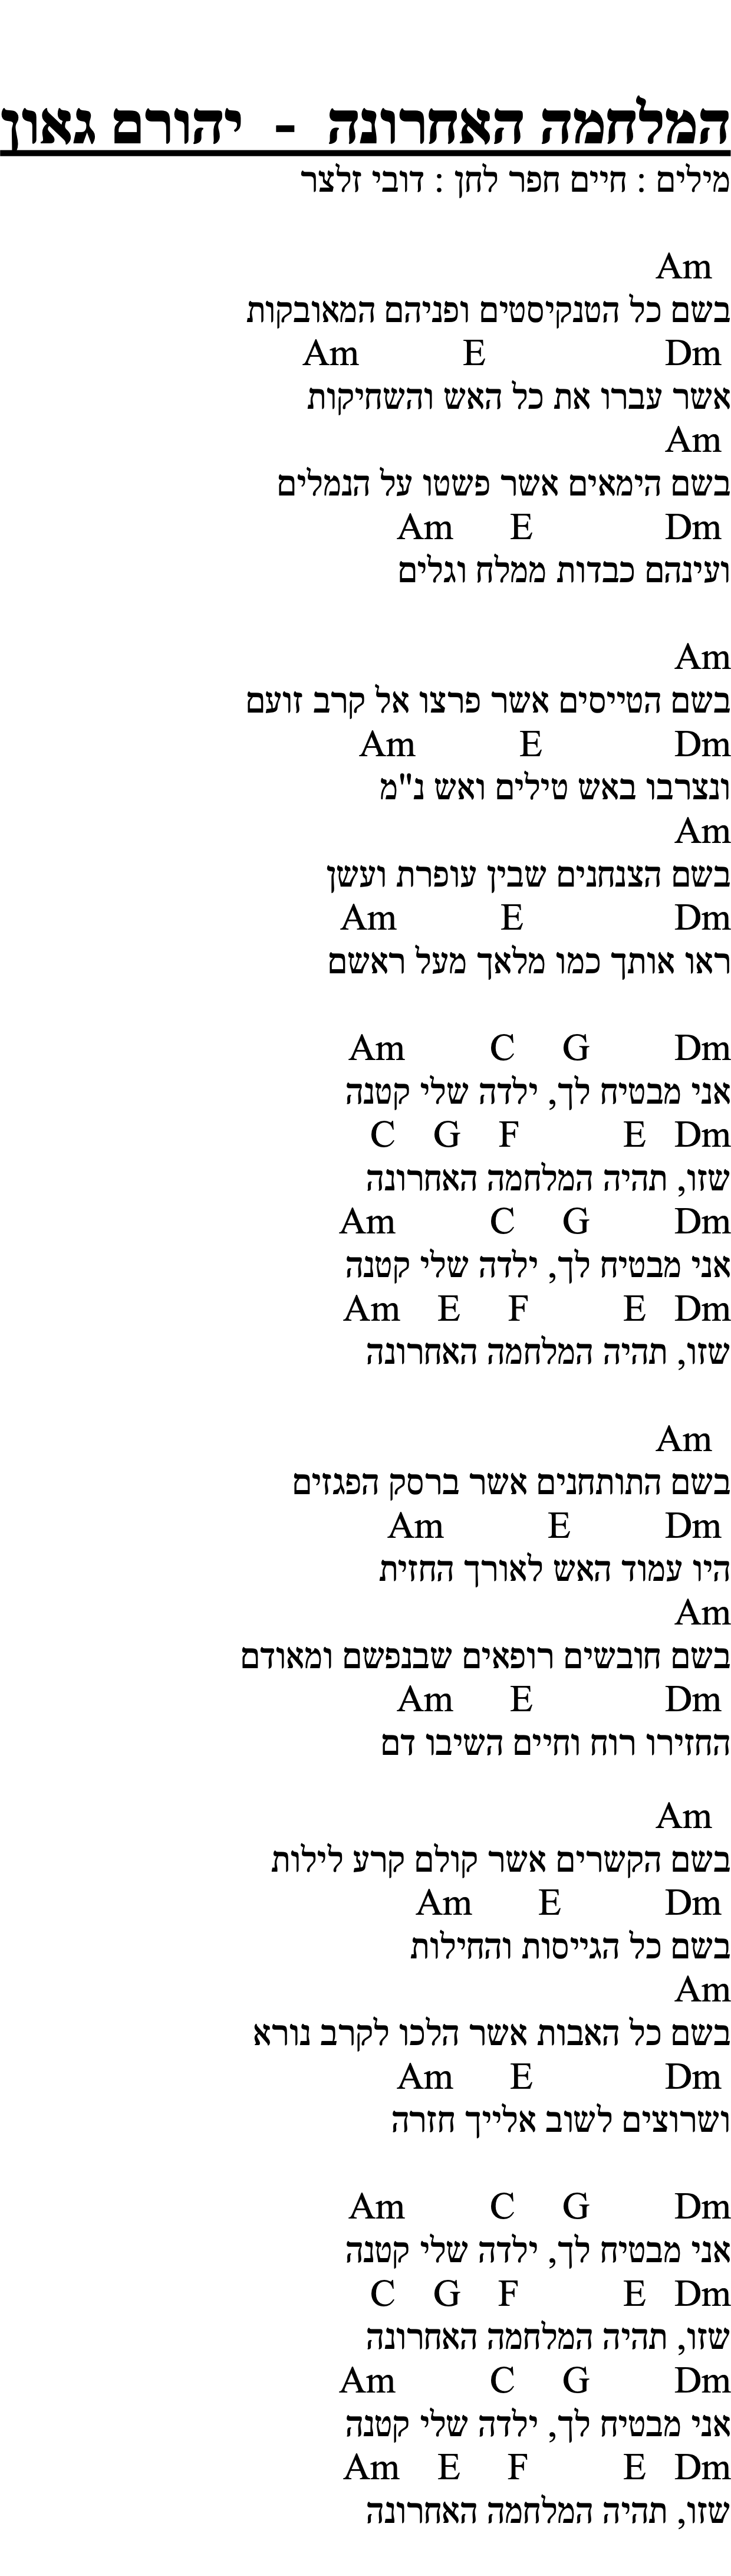 המלחמה האחרונה - יהורם גאון
מילים : חיים חפר לחן : דובי זלצר
Am
בשם כל הטנקיסטים ופניהם המאובקות
Am E Dm
אשר עברו את כל האש והשחיקות
Am
בשם הימאים אשר פשטו על הנמלים
Am E Dm
ועינהם כבדות ממלח וגלים
Am
בשם הטייסים אשר פרצו אל קרב זועם
Am E Dm
ונצרבו באש טילים ואש נ"מ
Am
בשם הצנחנים שבין עופרת ועשן
Am E Dm
ראו אותך כמו מלאך מעל ראשם
Am C G Dm
אני מבטיח לך, ילדה שלי קטנה
C G F E Dm
שזו, תהיה המלחמה האחרונה
Am C G Dm
אני מבטיח לך, ילדה שלי קטנה
Am E F E Dm
שזו, תהיה המלחמה האחרונה
Am
בשם התותחנים אשר ברסק הפגזים
Am E Dm
היו עמוד האש לאורך החזית
Am
בשם חובשים רופאים שבנפשם ומאודם
Am E Dm
החזירו רוח וחיים השיבו דם
Am
בשם הקשרים אשר קולם קרע לילות
Am E Dm
בשם כל הגייסות והחילות
Am
בשם כל האבות אשר הלכו לקרב נורא
Am E Dm
ושרוצים לשוב אלייך חזרה
Am C G Dm
אני מבטיח לך, ילדה שלי קטנה
C G F E Dm
שזו, תהיה המלחמה האחרונה
Am C G Dm
אני מבטיח לך, ילדה שלי קטנה
Am E F E Dm
שזו, תהיה המלחמה האחרונה